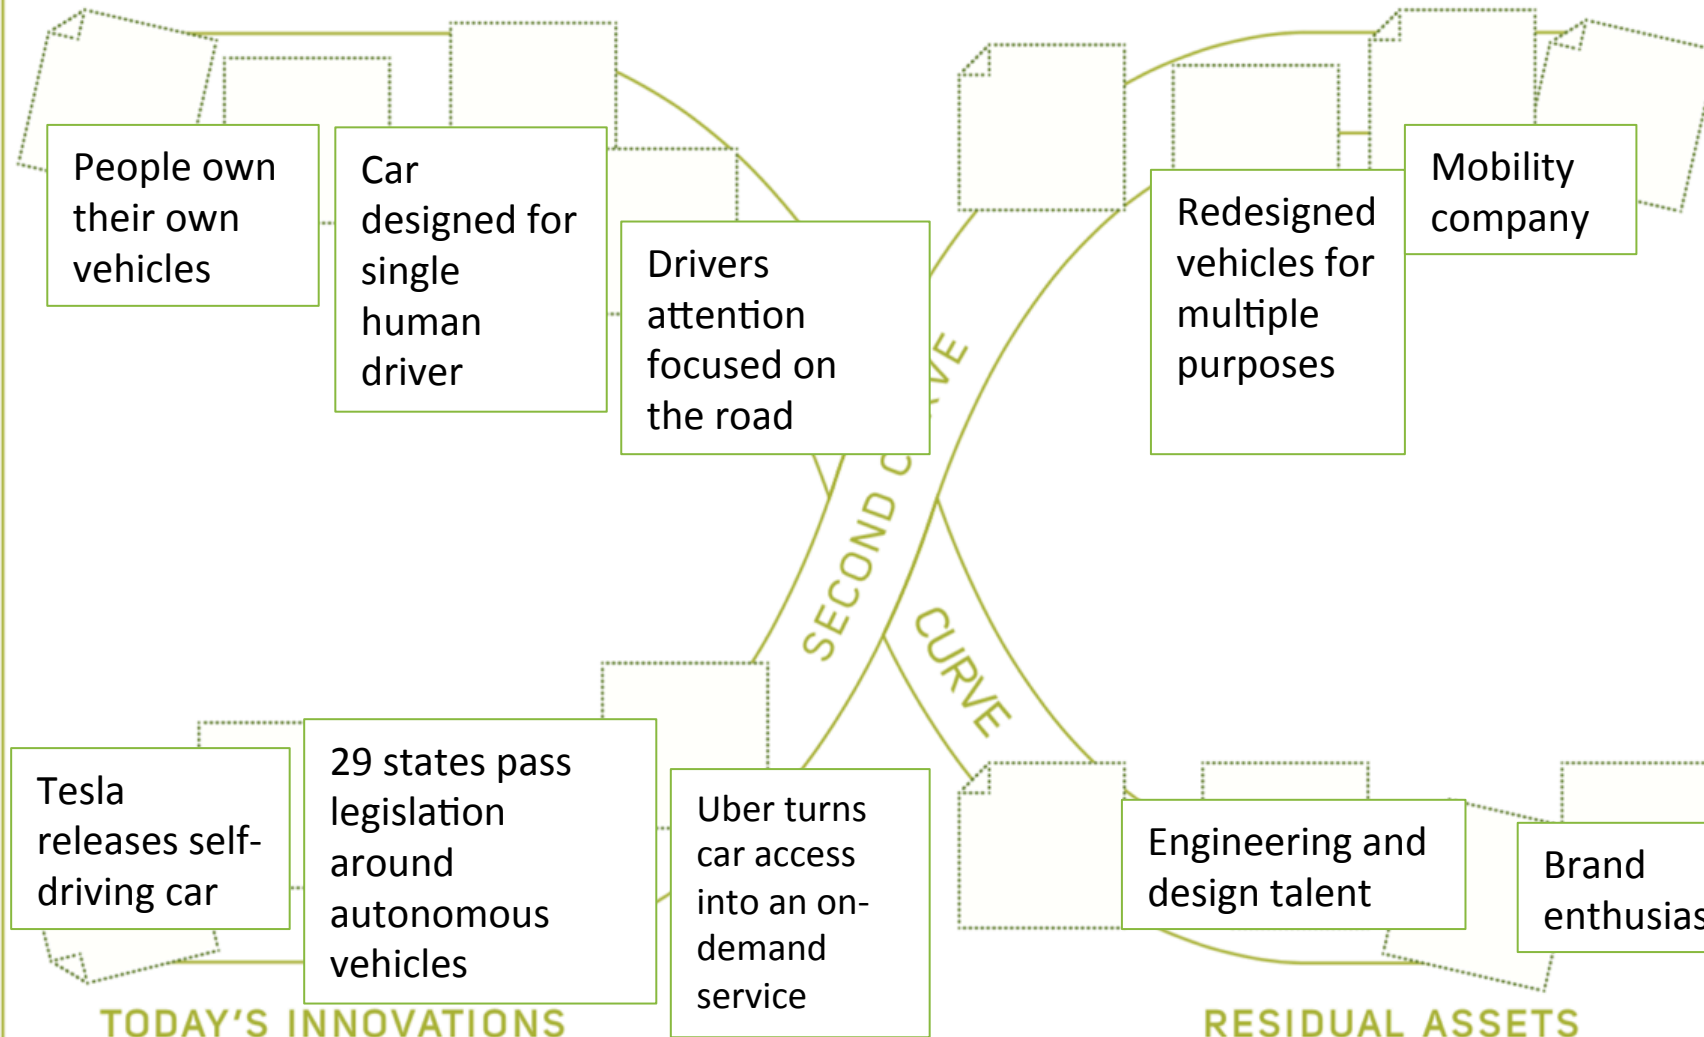 People own
their own
vehicles
Car
designed for
single
human
driver
Drivers
attention
focused on
the road
Redesigned
vehicles for
multiple
purposes
Mobility
company
SECOND
CURVE
Tesla
releases self-
driving car
29 states pass
legislation
around
autonomous
vehicles
Uber turns
car access
into an on-
demand
service
Engineering and
design talent
Brand
TODAY'S INNOVATIONS
RESIDUAL ASSETS